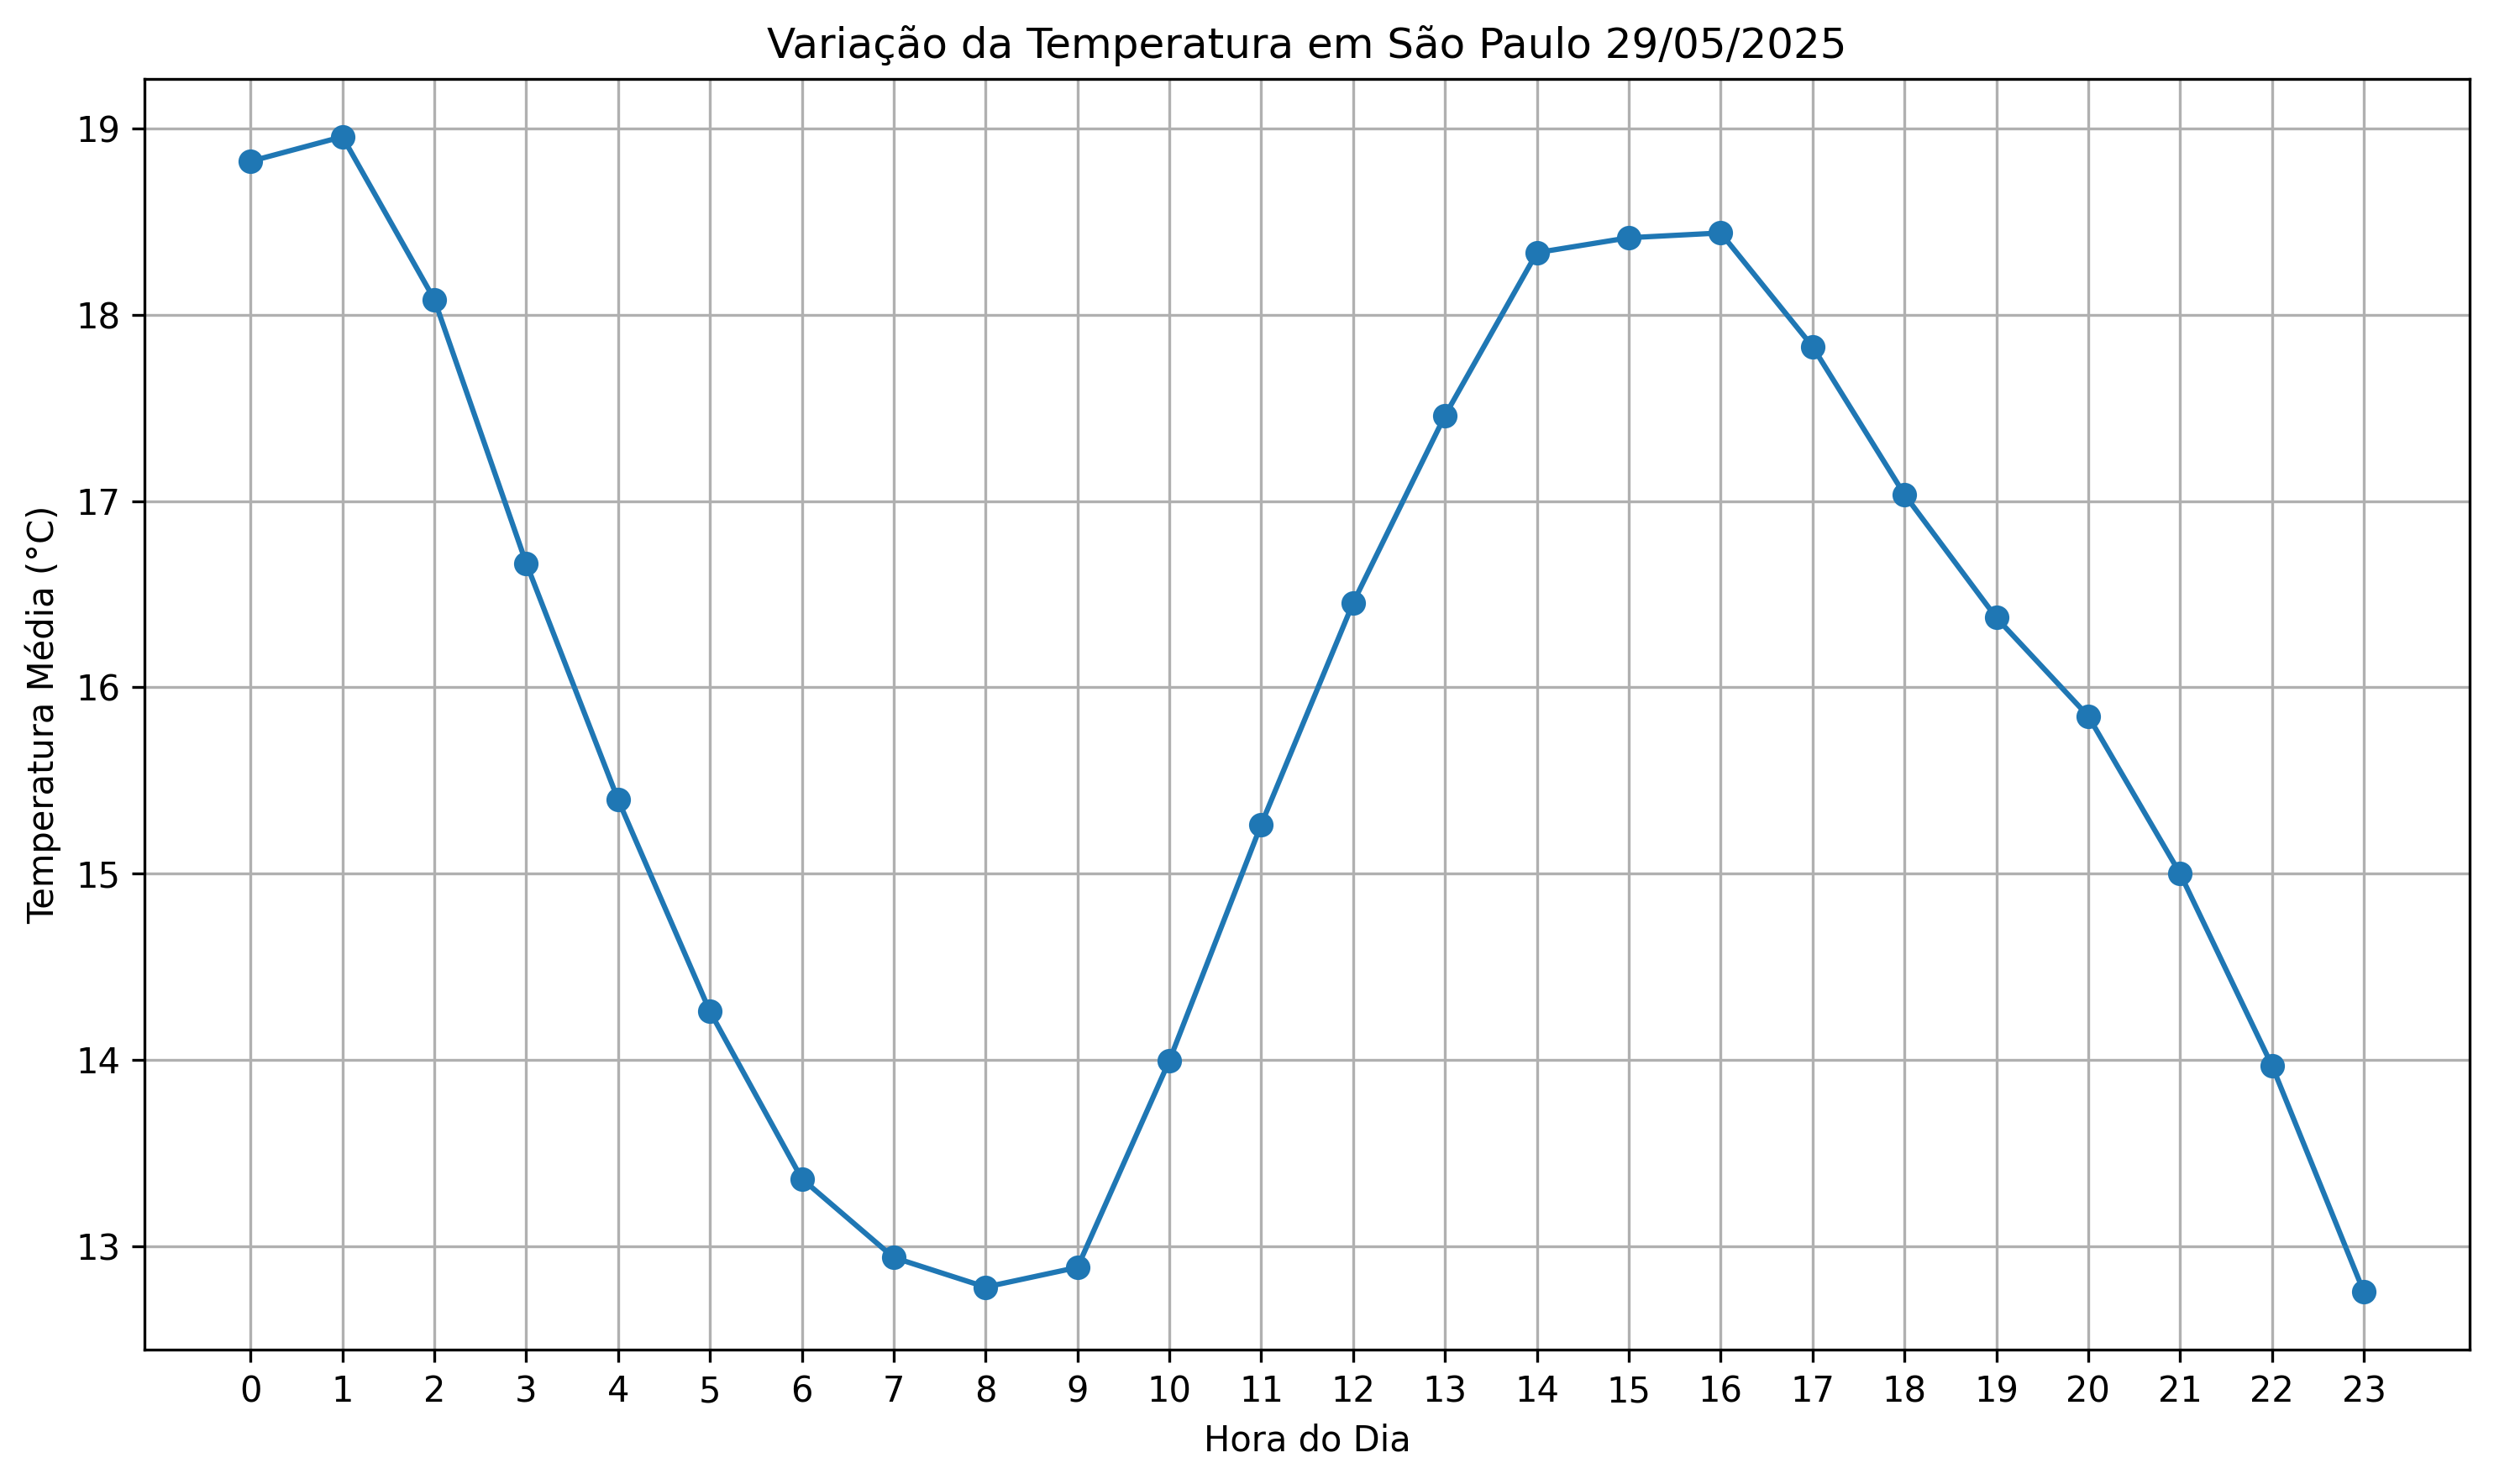 Variação da Temperatura em São Paulo 29/05/2025
Temperatura Média (°C)
19
18
17
16
15
14
13
0 1 2 3 4 5 6 7 8 9 10 11 12 13 14 15 16 17 18 19 20 21 22 23
Hora do Dia